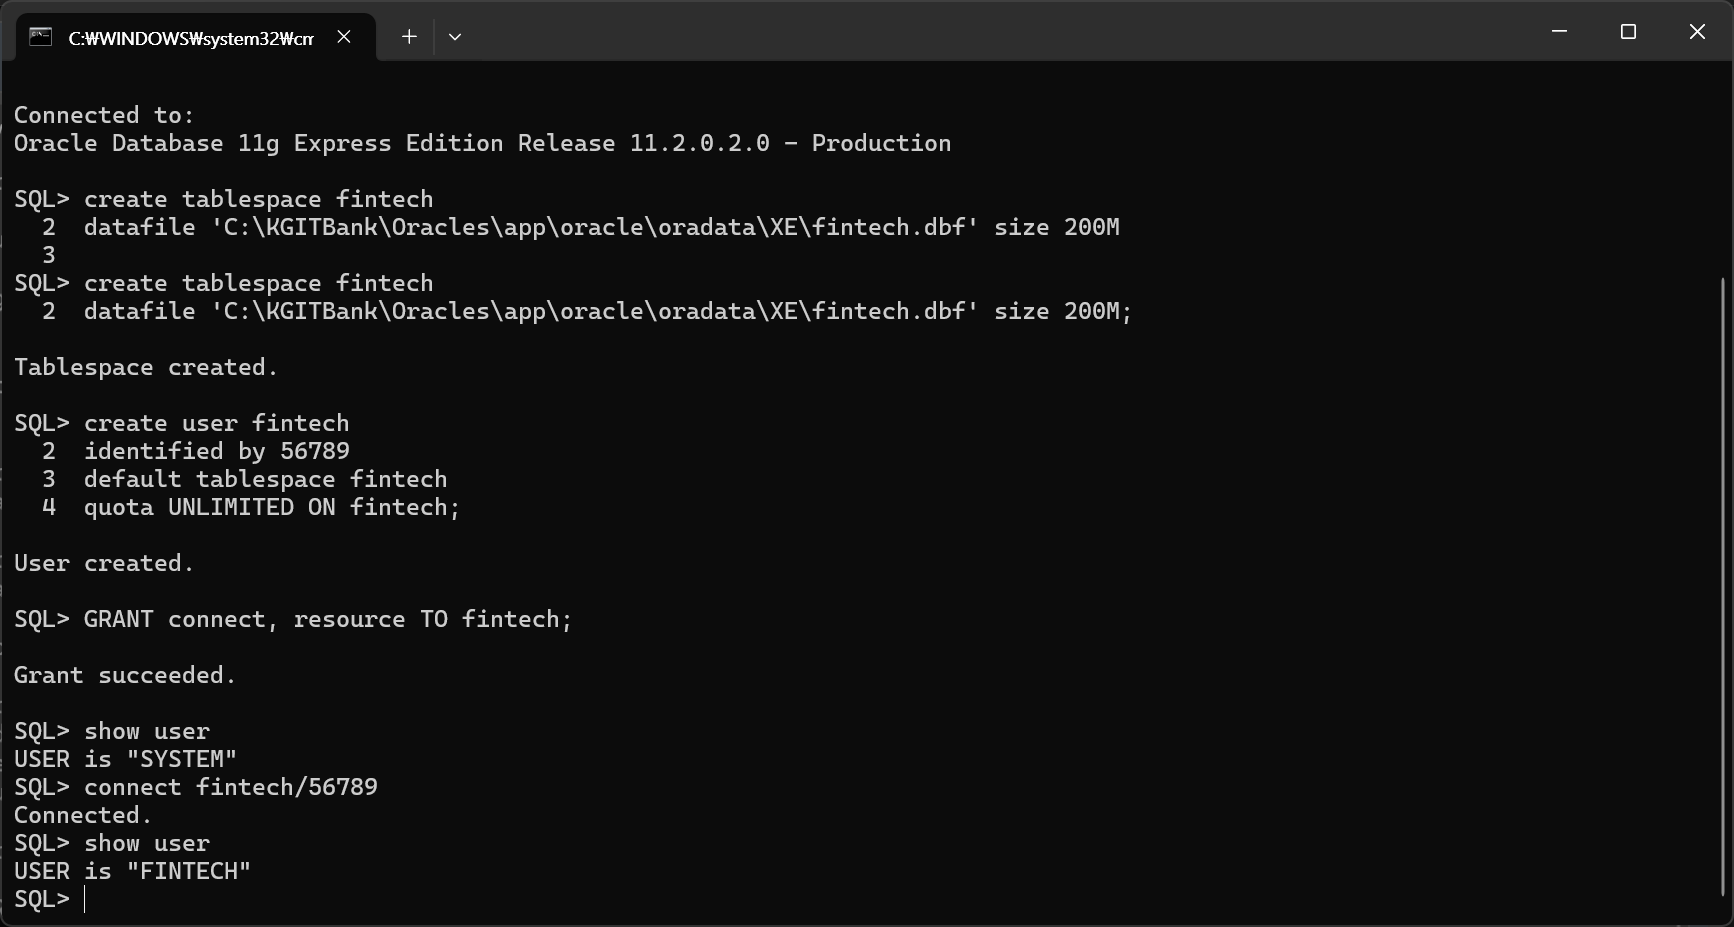 C:₩WINDOWS₩system32₩cm
Connected to:
Oracle Database 11g Express Edition Release 11.2.0.2.0 - Production
SQL> create tablespace fintech
  2  datafile 'C:\KGITBank\Oracles\app\oracle\oradata\XE\fintech.dbf' size 200M
  3
SQL> create tablespace fintech
  2  datafile 'C:\KGITBank\Oracles\app\oracle\oradata\XE\fintech.dbf' size 200M;
Tablespace created.
SQL> create user fintech
  2  identified by 56789
  3  default tablespace fintech
  4  quota UNLIMITED ON fintech;
User created.
SQL> GRANT connect, resource TO fintech;
Grant succeeded.
SQL> show user
USER is "SYSTEM"
SQL> connect fintech/56789
Connected.
SQL> show user
USER is "FINTECH"
SQL>